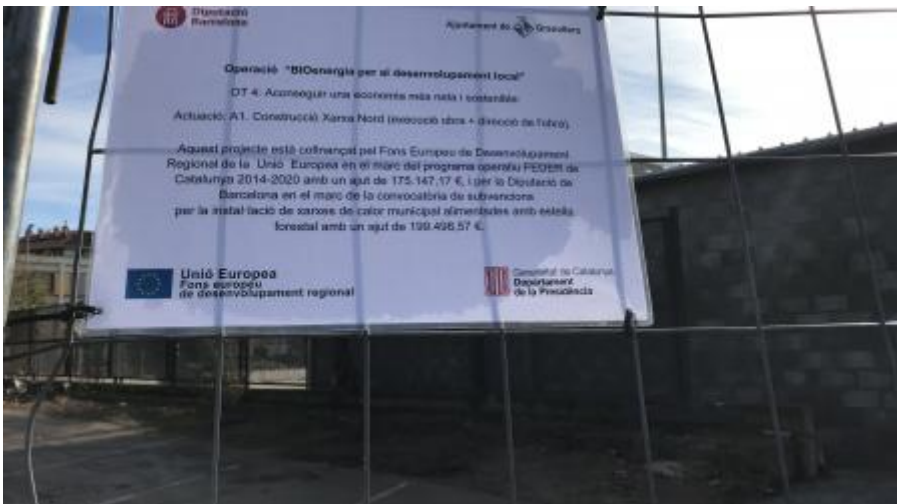 Diputació
Barcelona
Ajuntament de Granollers
Operació "BIOenergia per al desenvolupament local"
OT 4. Aconseguir una economia més neta i sostenible.
Actuació: A1. Construcció Xarxa Nord (execució obra + direcció de l'obra).
Aquest projecte està cofinançat pel Fons Europeu de Desenvolupament
Regional de la Unió Europea en el marc del programa operatiu FEDER de
Catalunya 2014-2020 amb un ajut de 175.147,17 €, i per la Diputació de
Barcelona en el marc de la convocatòria de subvencions
per la instal·lació de xarxes de calor municipal alimentades amb estella
forestal amb un ajut de 199.496,57 €.
Unió Europea
Fons europeu
de desenvolupament regional
Generalitat de Catalunya
Departament
de la Presidència